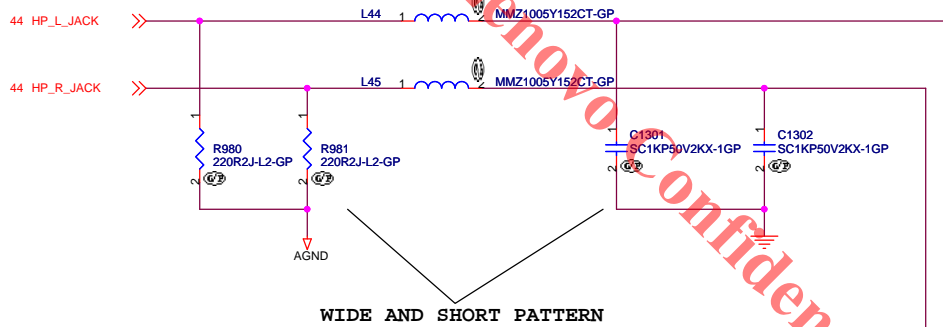 44 HP_L_JACK
L44 1 2 MMZ1005Y152CT-GP
44 HP_R_JACK
L45 1 2 MMZ1005Y152CT-GP
1 1 1 1
R980
220R2J-L2-GP
R981
220R2J-L2-GP
C1301
SC1KP50V2KX-1GP
C1302
SC1KP50V2KX-1GP
2 G/P 2 G/P 2 G/P 2 G/P
AGND
WIDE AND SHORT PATTERN
Lenovo Confiden